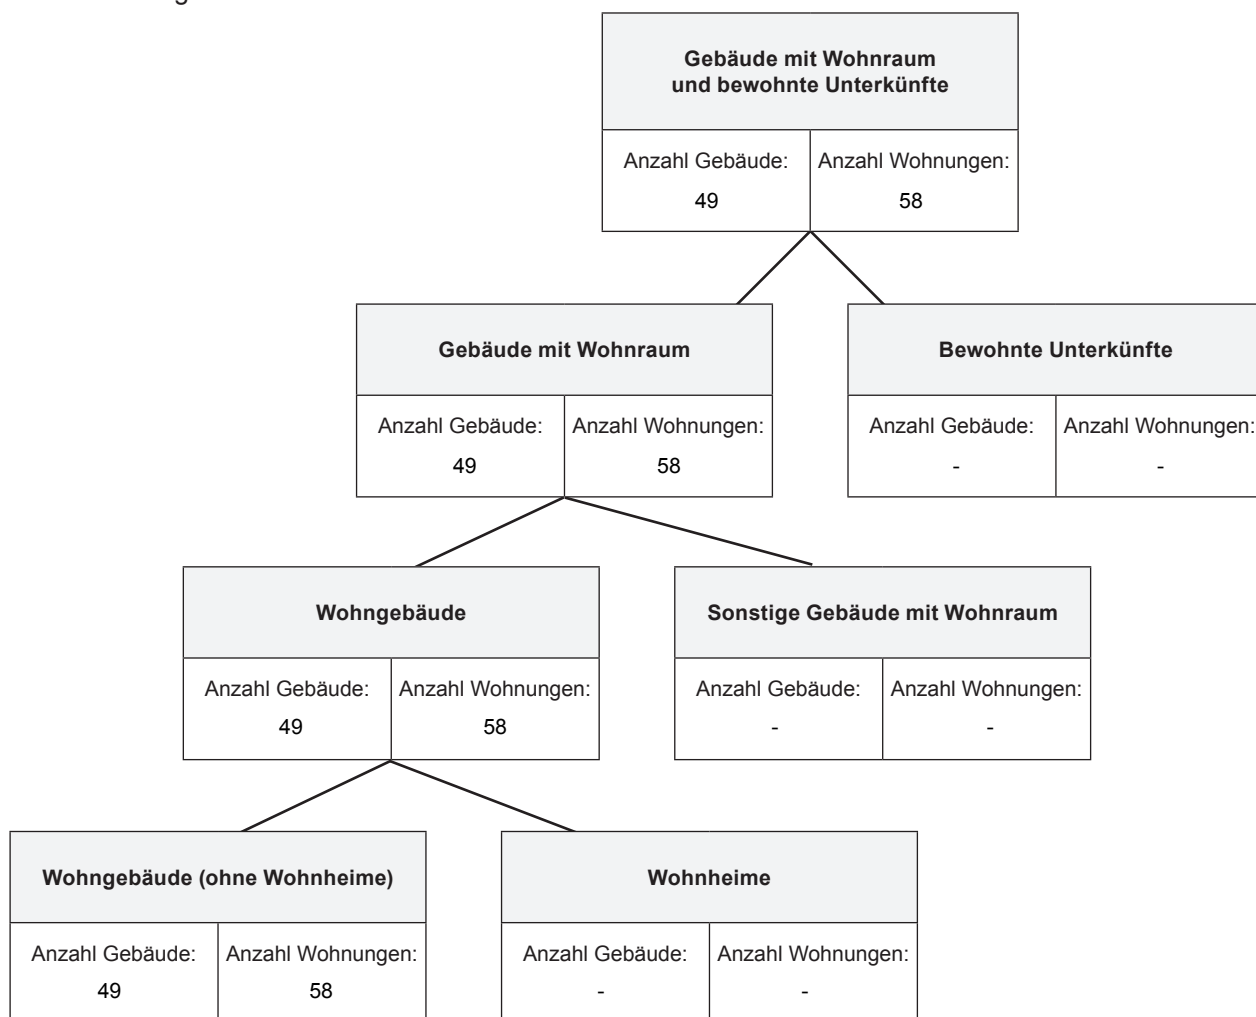 Gebäude mit Wohnraum
und bewohnte Unterkünfte
Anzahl Gebäude: Anzahl Wohnungen:
49 58
Gebäude mit Wohnraum Bewohnte Unterkünfte
Anzahl Gebäude: Anzahl Wohnungen: Anzahl Gebäude: Anzahl Wohnungen:
49 58 - -
Wohngebäude Sonstige Gebäude mit Wohnraum
Anzahl Gebäude: Anzahl Wohnungen: Anzahl Gebäude: Anzahl Wohnungen:
49 58 - -
Wohngebäude (ohne Wohnheime) Wohnheime
Anzahl Gebäude: Anzahl Wohnungen: Anzahl Gebäude: Anzahl Wohnungen:
49 58 - -